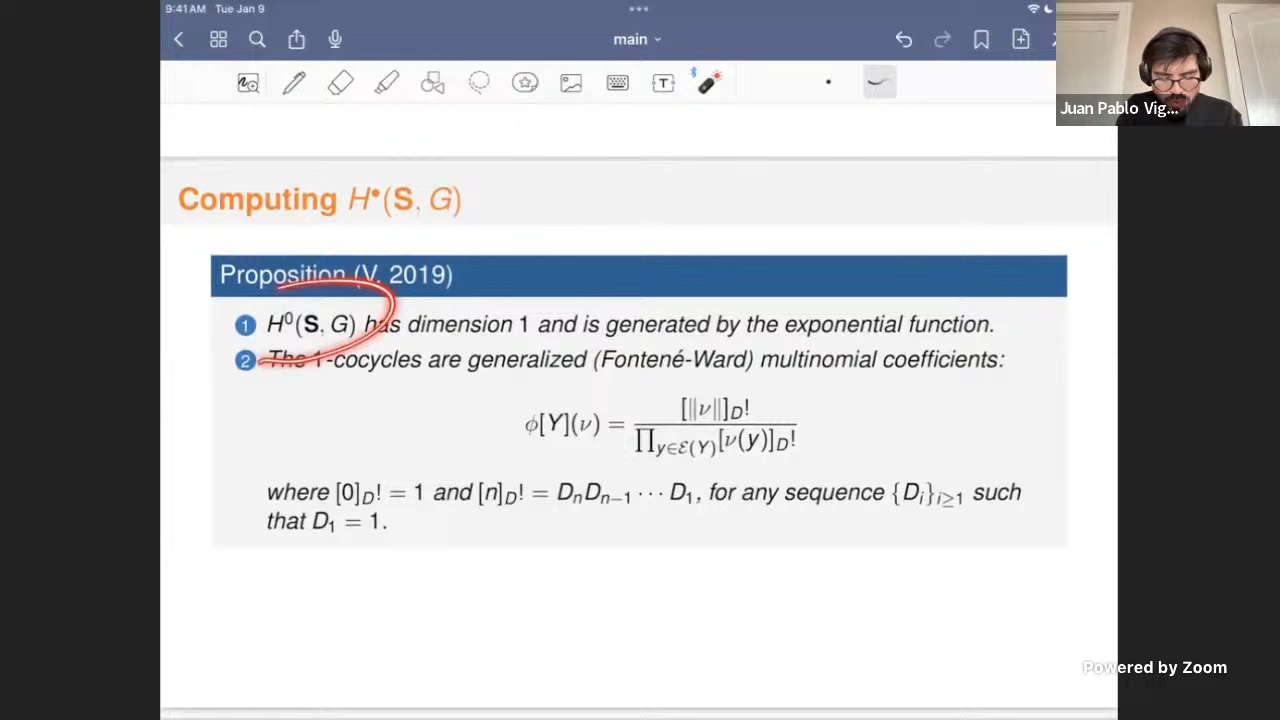 9:41 AM Tue Jan 9
main
T
Juan Pablo Vig...
Computing H•(S, G)
Proposition (V. 2019)
1 H⁰(S, G) has dimension 1 and is generated by the exponential function.
2 The 1-cocycles are generalized (Fontené-Ward) multinomial coefficients:
ϕ[Y](ν) = [‖ν‖]_D! / ∏_{y∈ℰ(Y)}[ν(y)]_D!
where [0]_D! = 1 and [n]_D! = D_nD_{n−1} ⋯ D_1, for any sequence {D_i}_{i≥1} such
that D_1 = 1.
Powered by Zoom